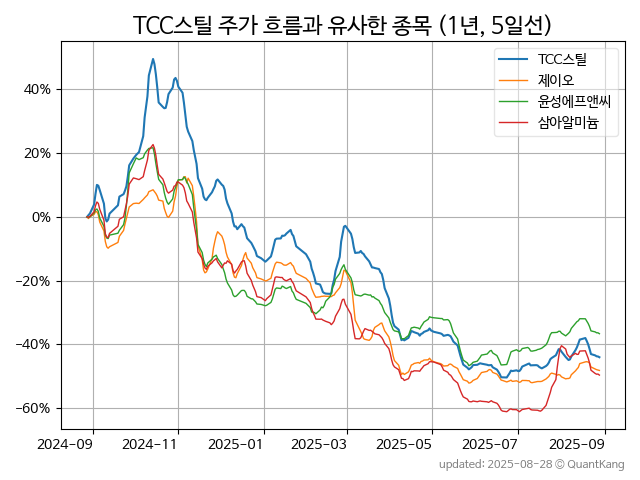 TCC스틸 주가 흐름과 유사한 종목 (1년, 5일선)
TCC스틸
제이오
윤성에프앤씨
삼아알미늄
40%
20%
0%
−20%
−40%
−60%
2024-09
2024-11
2025-01
2025-03
2025-05
2025-07
2025-09
updated: 2025-08-28 © QuantKang